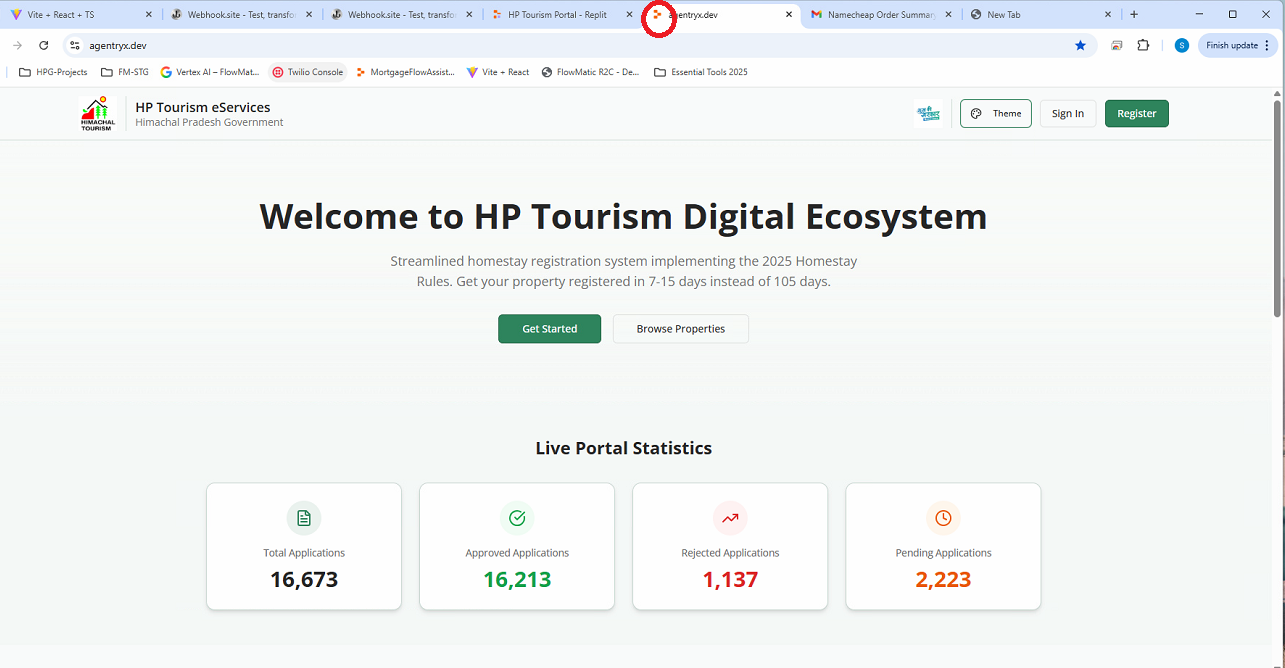 Vite + React + TS
Webhook.site - Test, transfo
Webhook.site - Test, transfo
HP Tourism Portal - Replit
agentryx.dev
Namecheap Order Summar
New Tab
agentryx.dev
S
Finish update
HPG-Projects
FM-STG
Vertex AI – FlowMat...
Twilio Console
MortgageFlowAssist...
Vite + React
FlowMatic R2C - De...
Essential Tools 2025
HIMACHAL
TOURISM
HP Tourism eServices
Himachal Pradesh Government
Theme
Sign In
Register
Welcome to HP Tourism Digital Ecosystem
Streamlined homestay registration system implementing the 2025 Homestay
Rules. Get your property registered in 7-15 days instead of 105 days.
Get Started
Browse Properties
Live Portal Statistics
Total Applications
16,673
Approved Applications
16,213
Rejected Applications
1,137
Pending Applications
2,223